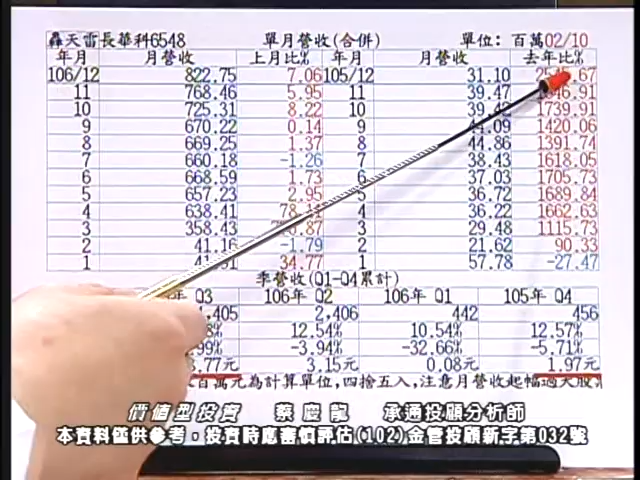 轟天雷長華科6548 單月營收(合併) 單位: 百萬02/10
年月 月營收 上月比% 年月 月營收 去年比%
106/12 822.75 7.06 105/12 31.10
11 768.46 5.95 11 39.47
10 725.31 8.22 10 39.42 1739.91
9 670.22 0.14 9 1420.06
8 669.25 1.37 8 44.86 1391.74
7 660.18 -1.26 7 38.43 1618.05
6 668.59 1.73 6 37.03 1705.73
5 657.23 2.95 5 36.72 1689.84
4 638.41 4 36.22 1662.63
3 358.43 3 29.48 1115.73
2 41.16 -1.79 2 21.62 90.33
1 34.77 1 57.78 -27.47
季營收(Q1-Q4累計)
年 Q3 106年 Q2 106年 Q1 105年 Q4
405 2,406 442 456
12.54% 10.54% 12.57%
-3.94% -32.66% -5.71%
3.15元 0.08元 1.97元
百萬元為計算單位,四捨五入,注意月營收起幅過大股
價值型投資 蔡慶龍 承通投顧分析師
本資料僅供參考,投資時應審慎評估(102)金管投顧新字第032號